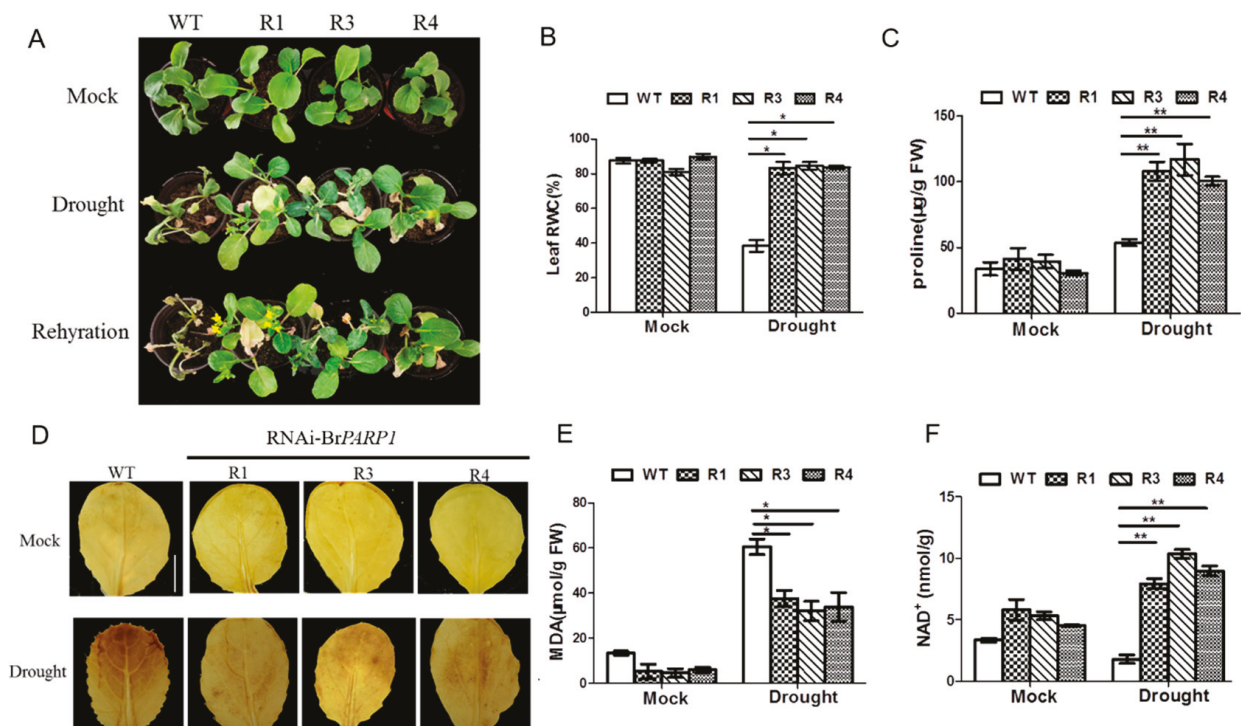 A
WT R1 R3 R4
Mock
Drought
Rehyration
B
WT R1 R3 R4
Leaf RWC(%)
100
80
60
40
20
0
* 
*
*
Mock Drought
C
WT R1 R3 R4
proline(µg/g FW)
150
100
50
0
**
**
**
Mock Drought
D
RNAi-BrPARP1
WT R1 R3 R4
Mock
Drought
E
WT R1 R3 R4
MDA(µmol/g FW)
80
60
40
20
0
*
*
*
Mock Drought
F
WT R1 R3 R4
NAD+ (nmol/g)
15
10
5
0
**
**
**
Mock Drought